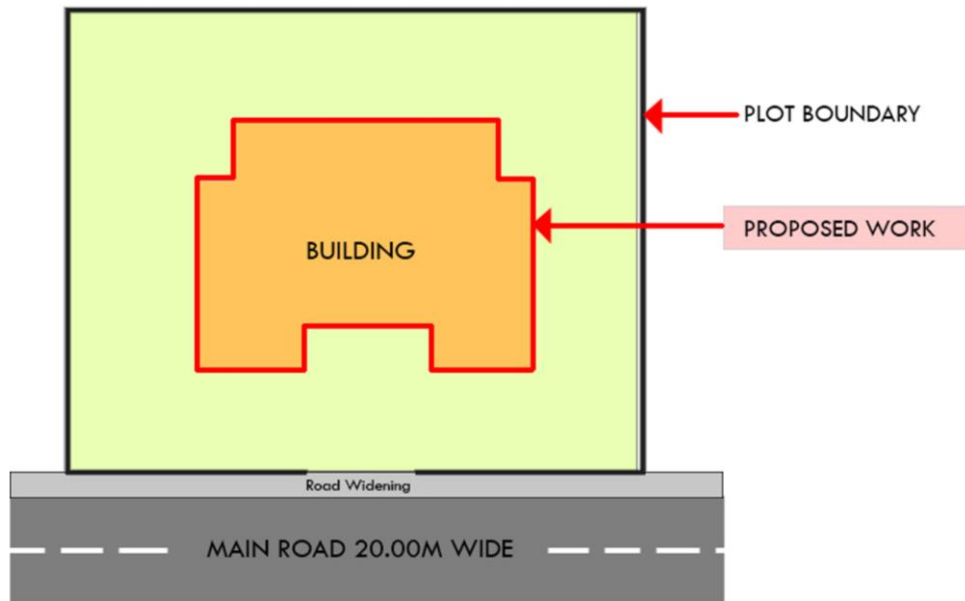 PLOT BOUNDARY
PROPOSED WORK
BUILDING
Road Widening
MAIN ROAD 20.00M WIDE